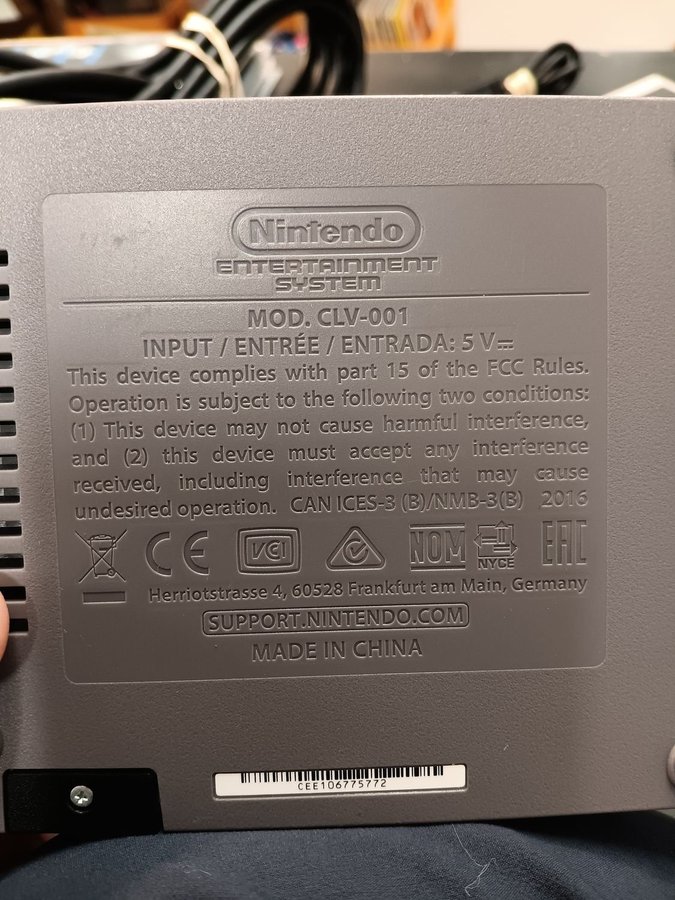 Nintendo
ENTERTAINMENT
SYSTEM
MOD. CLV-001
INPUT / ENTRÉE / ENTRADA: 5 V⎓
This device complies with part 15 of the FCC Rules.
Operation is subject to the following two conditions:
(1) This device may not cause harmful interference,
and (2) this device must accept any interference
received, including interference that may cause
undesired operation. CAN ICES-3 (B)/NMB-3(B) 2016
CE VCI NOM NYCE EAC
Herriotstrasse 4, 60528 Frankfurt am Main, Germany
SUPPORT.NINTENDO.COM
MADE IN CHINA
CEE106775772